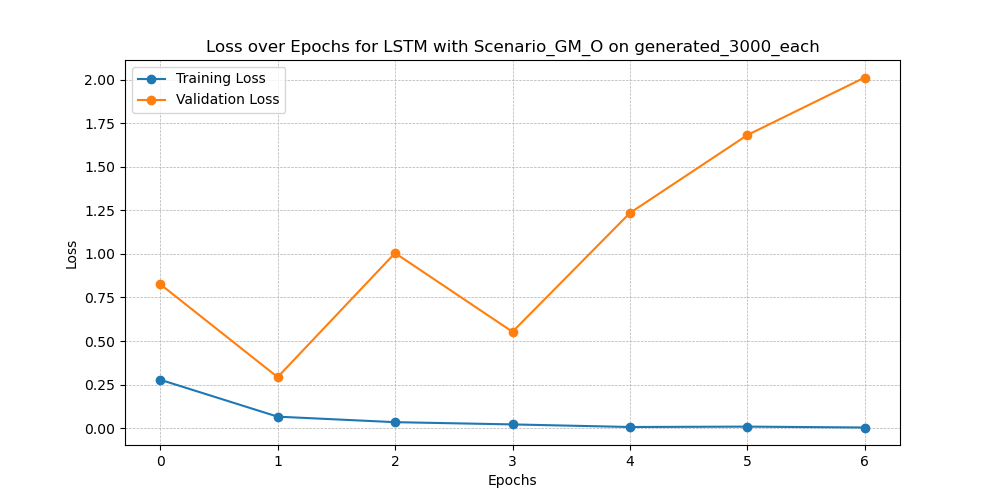 Loss over Epochs for LSTM with Scenario_GM_O on generated_3000_each
Training Loss
Validation Loss
2.00
1.75
1.50
1.25
1.00
0.75
0.50
0.25
0.00
Loss
0 1 2 3 4 5 6
Epochs